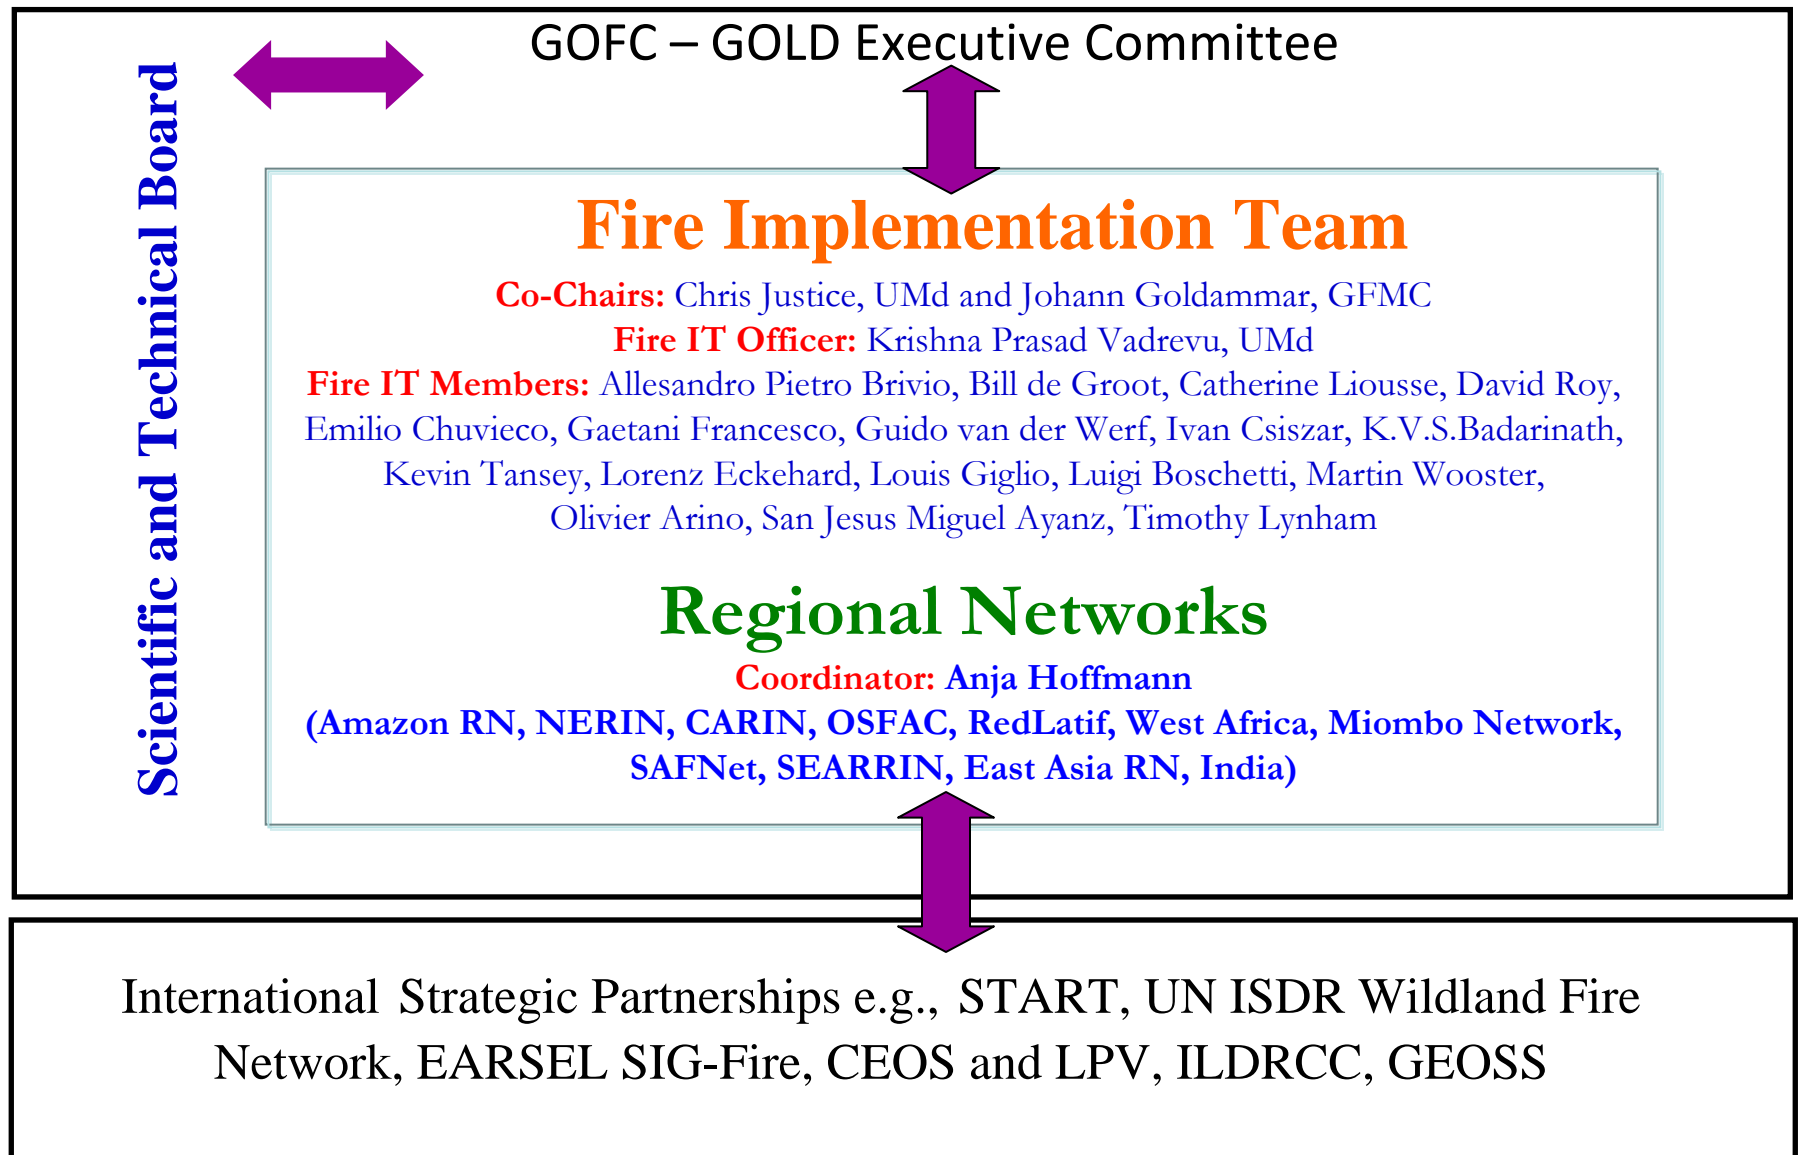 GOFC – GOLD Executive Committee
Scientific and Technical Board
Fire Implementation Team
Co-Chairs: Chris Justice, UMd and Johann Goldammar, GFMC
Fire IT Officer: Krishna Prasad Vadrevu, UMd
Fire IT Members: Allesandro Pietro Brivio, Bill de Groot, Catherine Liousse, David Roy,
Emilio Chuvieco, Gaetani Francesco, Guido van der Werf, Ivan Csiszar, K.V.S.Badarinath,
Kevin Tansey, Lorenz Eckehard, Louis Giglio, Luigi Boschetti, Martin Wooster,
Olivier Arino, San Jesus Miguel Ayanz, Timothy Lynham
Regional Networks
Coordinator: Anja Hoffmann
(Amazon RN, NERIN, CARIN, OSFAC, RedLatif, West Africa, Miombo Network,
SAFNet, SEARRIN, East Asia RN, India)
International Strategic Partnerships e.g., START, UN ISDR Wildland Fire
Network, EARSEL SIG-Fire, CEOS and LPV, ILDRCC, GEOSS